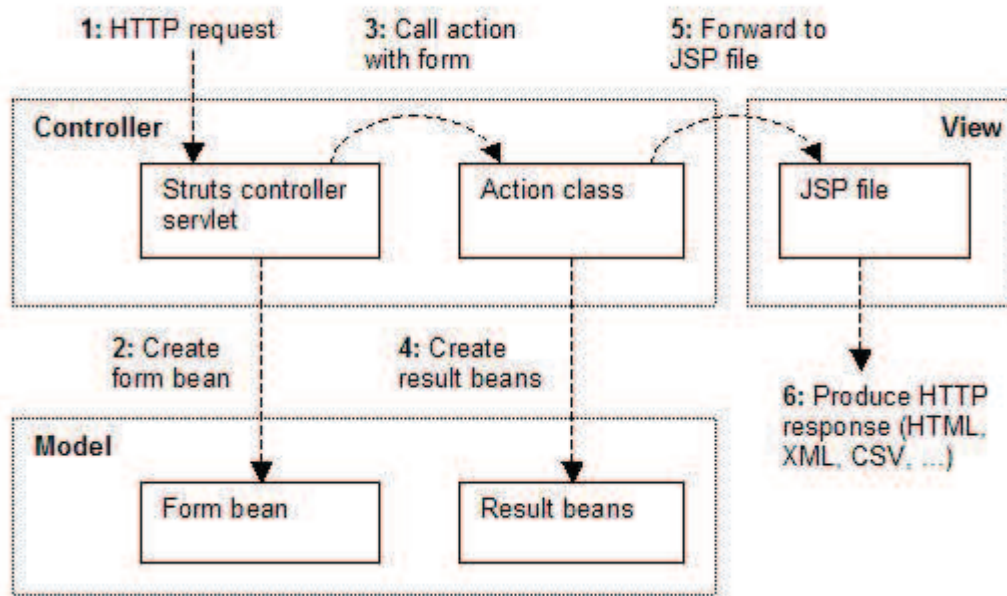 1: HTTP request
3: Call action
with form
5: Forward to
JSP file
Controller
View
Struts controller
servlet
Action class
JSP file
2: Create
form bean
4: Create
result beans
6: Produce HTTP
response (HTML,
XML, CSV, ...)
Model
Form bean
Result beans